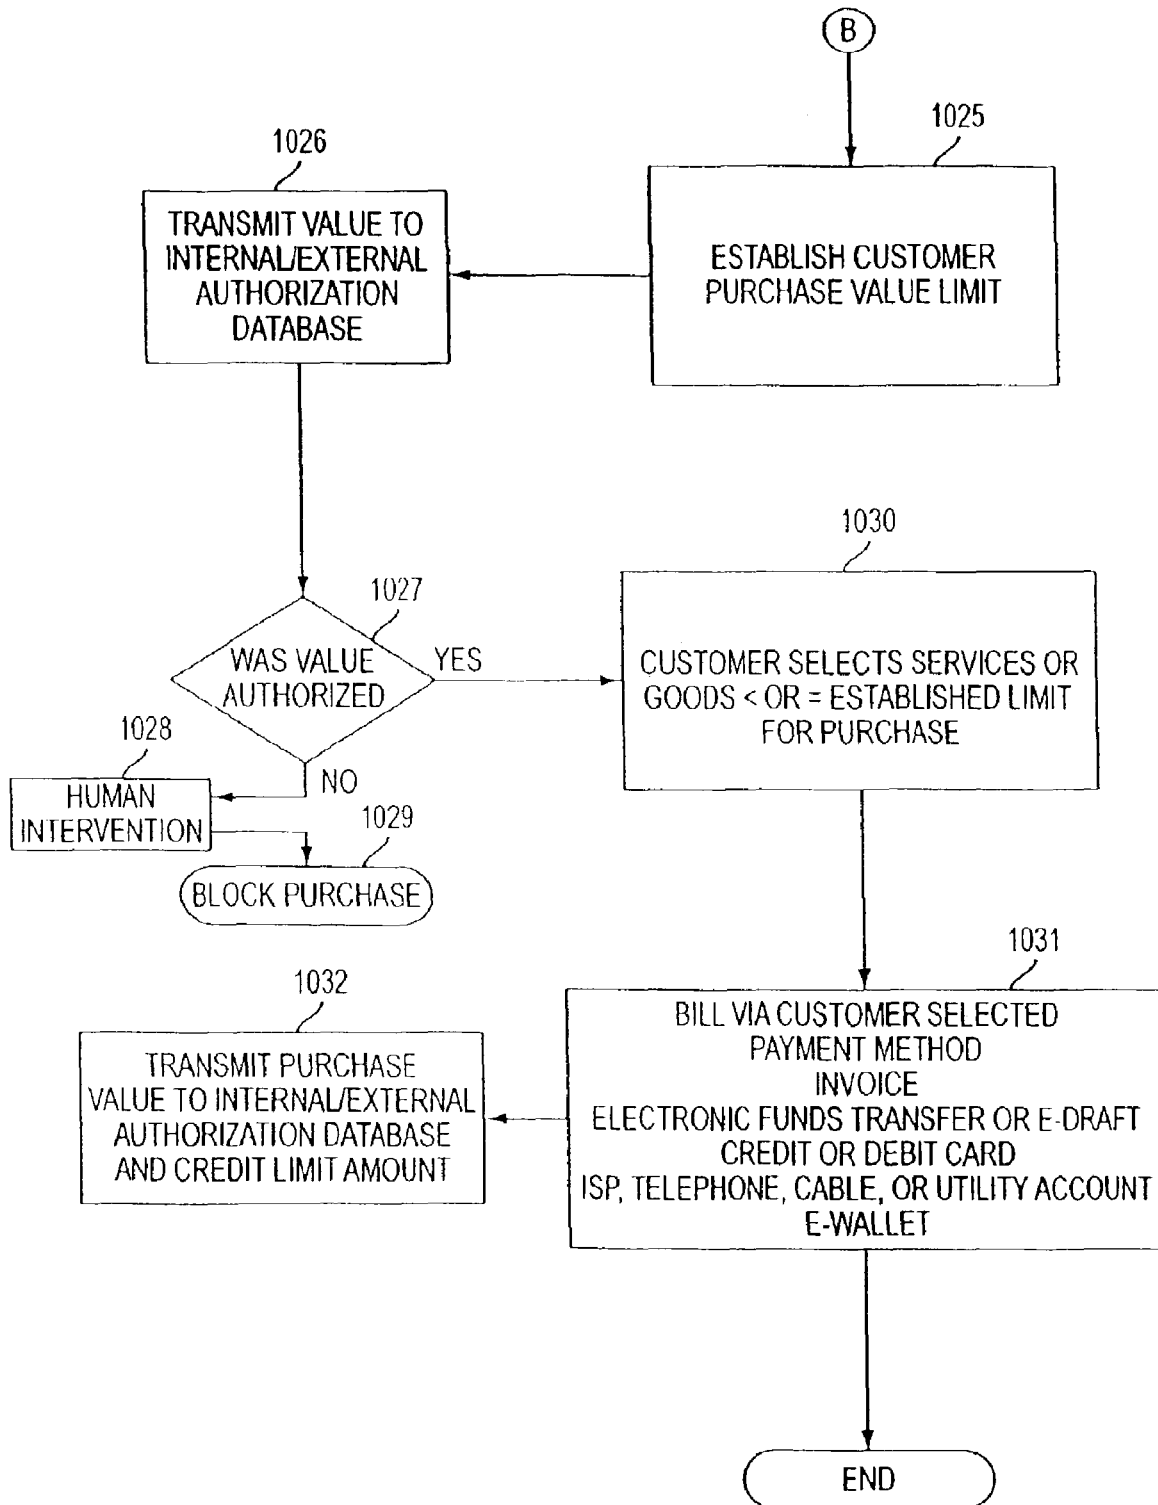 B
1025
ESTABLISH CUSTOMER
PURCHASE VALUE LIMIT
1026
TRANSMIT VALUE TO
INTERNAL/EXTERNAL
AUTHORIZATION
DATABASE
1027
WAS VALUE
AUTHORIZED
YES
NO
1028
HUMAN
INTERVENTION
1029
BLOCK PURCHASE
1030
CUSTOMER SELECTS SERVICES OR
GOODS < OR = ESTABLISHED LIMIT
FOR PURCHASE
1031
BILL VIA CUSTOMER SELECTED
PAYMENT METHOD
INVOICE
ELECTRONIC FUNDS TRANSFER OR E-DRAFT
CREDIT OR DEBIT CARD
ISP, TELEPHONE, CABLE, OR UTILITY ACCOUNT
E-WALLET
1032
TRANSMIT PURCHASE
VALUE TO INTERNAL/EXTERNAL
AUTHORIZATION DATABASE
AND CREDIT LIMIT AMOUNT
END